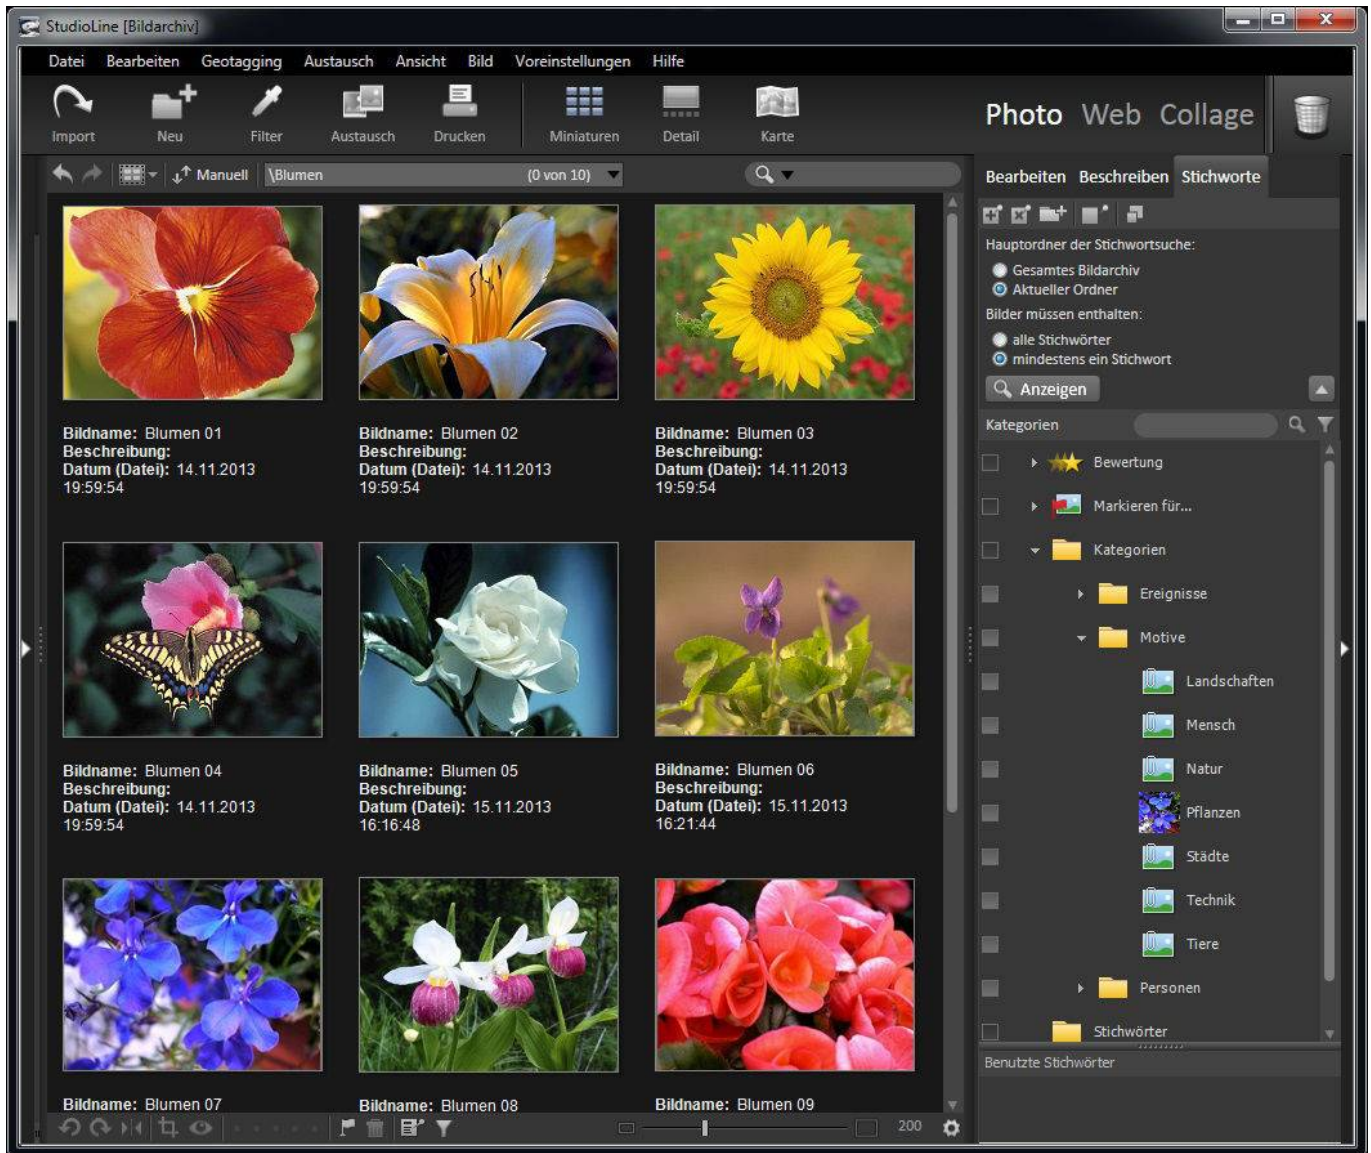 StudioLine [Bildarchiv]
Datei Bearbeiten Geotagging Austausch Ansicht Bild Voreinstellungen Hilfe
Import Neu Filter Austausch Drucken Miniaturen Detail Karte
Photo Web Collage
Manuell \Blumen (0 von 10)
Bearbeiten Beschreiben Stichworte
Hauptordner der Stichwortsuche:
Gesamtes Bildarchiv
Aktueller Ordner
Bilder müssen enthalten:
alle Stichwörter
mindestens ein Stichwort
Anzeigen
Kategorien
Bewertung
Markieren für...
Kategorien
Ereignisse
Motive
Landschaften
Mensch
Natur
Pflanzen
Städte
Technik
Tiere
Personen
Stichwörter
Benutzte Stichwörter
Bildname: Blumen 01
Beschreibung:
Datum (Datei): 14.11.2013
19:59:54
Bildname: Blumen 02
Beschreibung:
Datum (Datei): 14.11.2013
19:59:54
Bildname: Blumen 03
Beschreibung:
Datum (Datei): 14.11.2013
19:59:54
Bildname: Blumen 04
Beschreibung:
Datum (Datei): 14.11.2013
19:59:54
Bildname: Blumen 05
Beschreibung:
Datum (Datei): 15.11.2013
16:16:48
Bildname: Blumen 06
Beschreibung:
Datum (Datei): 15.11.2013
16:21:44
Bildname: Blumen 07
Bildname: Blumen 08
Bildname: Blumen 09
200